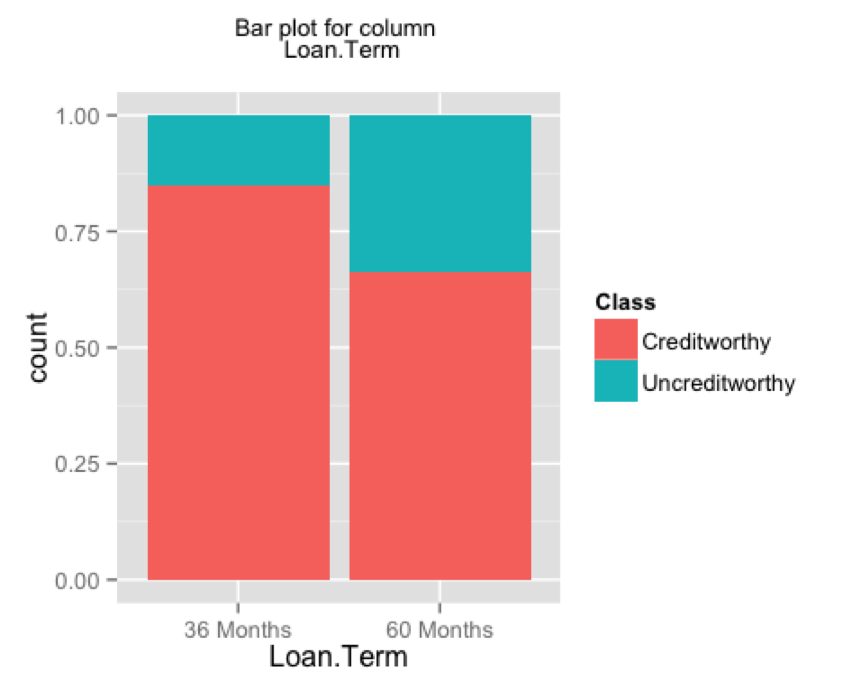 Bar plot for column
Loan.Term
1.00
0.75
0.50
0.25
0.00
count
36 Months
60 Months
Loan.Term
Class
Creditworthy
Uncreditworthy